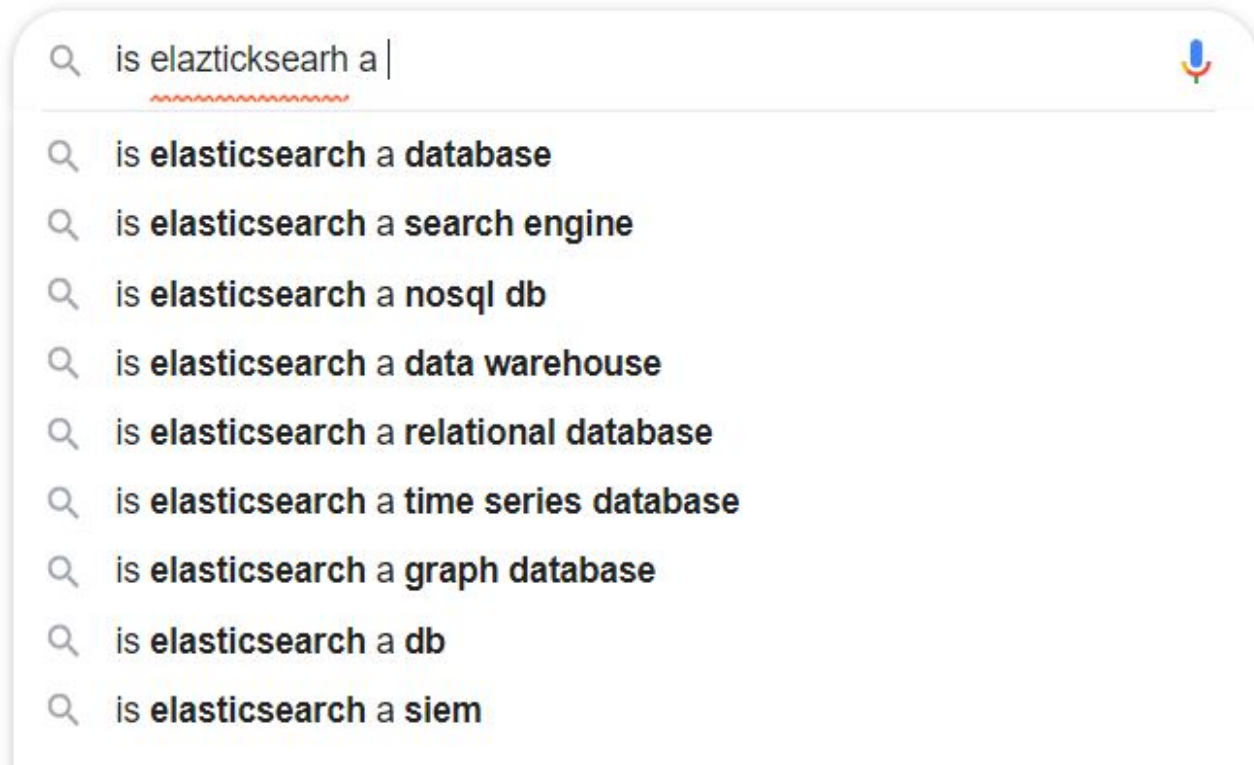 is elazticksearh a
is elasticsearch a database
is elasticsearch a search engine
is elasticsearch a nosql db
is elasticsearch a data warehouse
is elasticsearch a relational database
is elasticsearch a time series database
is elasticsearch a graph database
is elasticsearch a db
is elasticsearch a siem